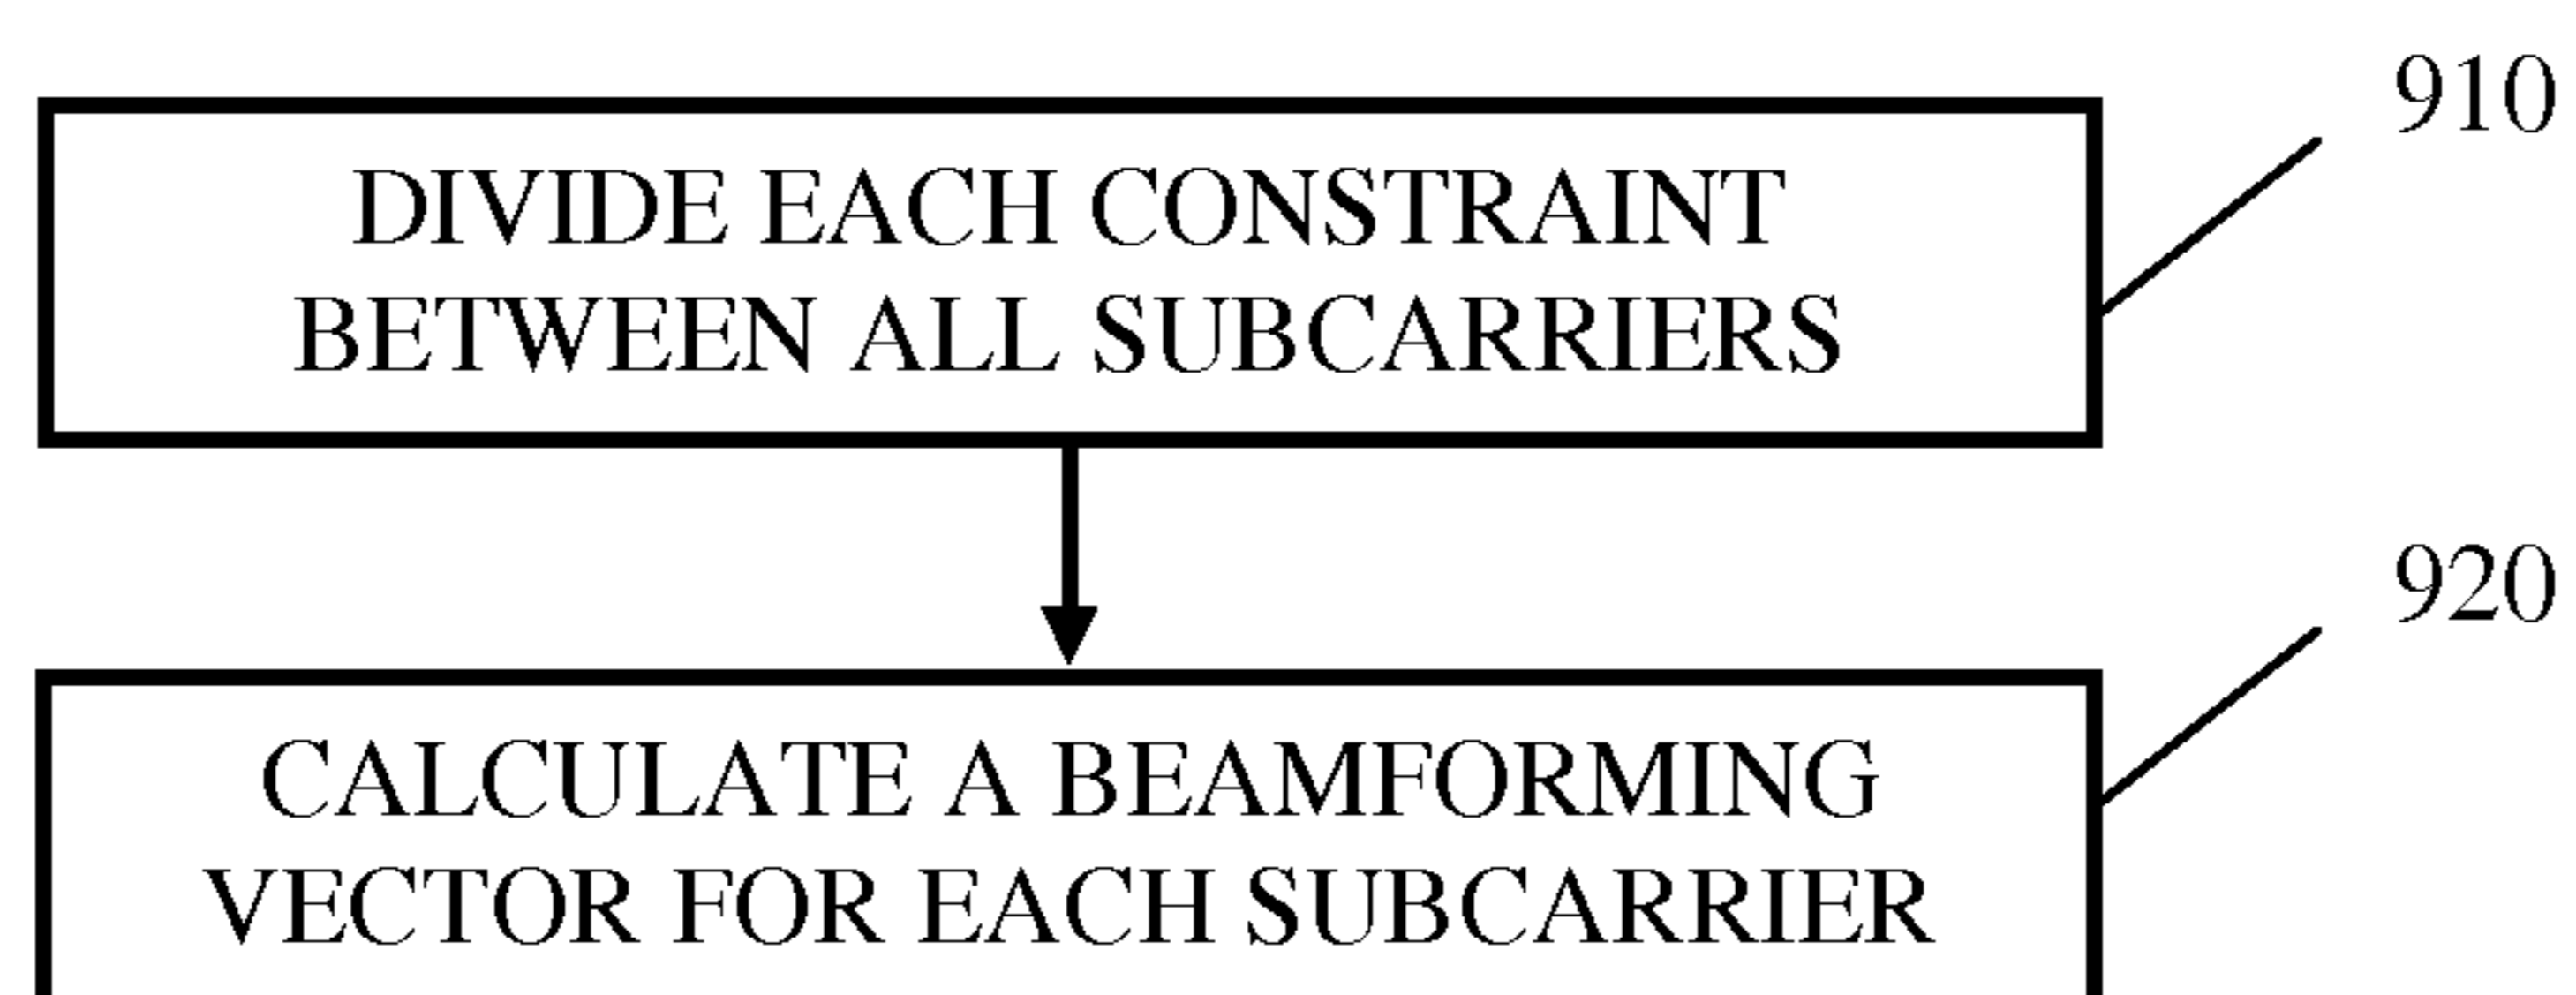 910
DIVIDE EACH CONSTRAINT
BETWEEN ALL SUBCARRIERS
920
CALCULATE A BEAMFORMING
VECTOR FOR EACH SUBCARRIER